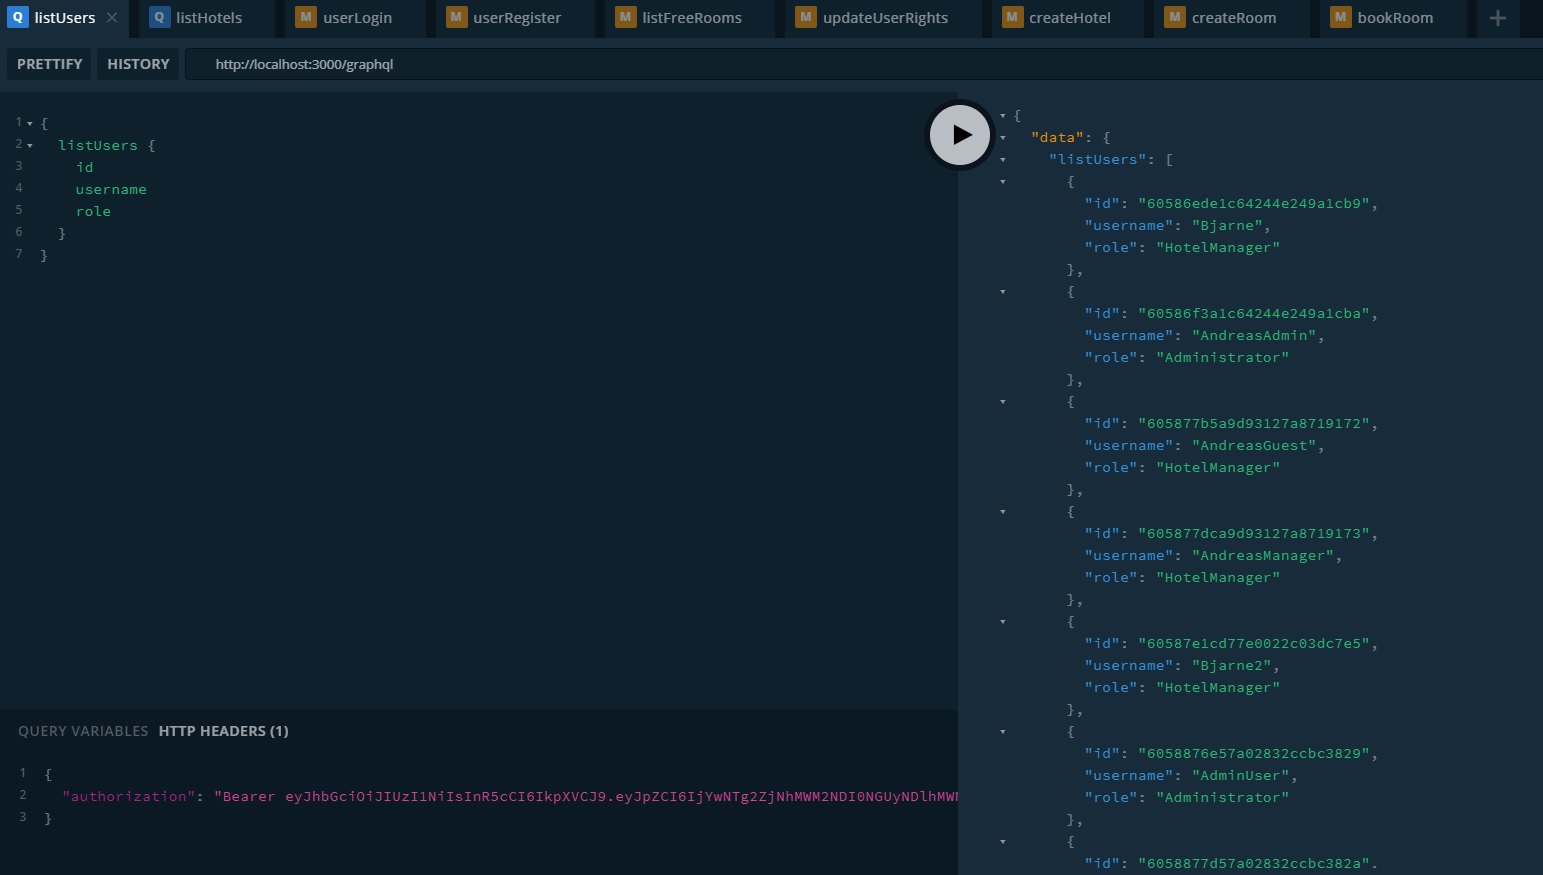 Q listUsers × Q listHotels M userLogin M userRegister M listFreeRooms M updateUserRights M createHotel M createRoom M bookRoom +
PRETTIFY HISTORY http://localhost:3000/graphql
1 {
2 listUsers {
3 id
4 username
5 role
6 }
7 }
QUERY VARIABLES HTTP HEADERS (1)
1 {
2 "authorization": "Bearer eyJhbGciOiJIUzI1NiIsInR5cCI6IkpXVCJ9.eyJpZCI6IjYwNTg2ZjNhMWM2NDI0NGUyNDlhMWN
3 }
{
"data": {
"listUsers": [
{
"id": "60586ede1c64244e249a1cb9",
"username": "Bjarne",
"role": "HotelManager"
},
{
"id": "60586f3a1c64244e249a1cba",
"username": "AndreasAdmin",
"role": "Administrator"
},
{
"id": "605877b5a9d93127a8719172",
"username": "AndreasGuest",
"role": "HotelManager"
},
{
"id": "605877dca9d93127a8719173",
"username": "AndreasManager",
"role": "HotelManager"
},
{
"id": "60587e1cd77e0022c03dc7e5",
"username": "Bjarne2",
"role": "HotelManager"
},
{
"id": "6058876e57a02832ccbc3829",
"username": "AdminUser",
"role": "Administrator"
},
{
"id": "6058877d57a02832ccbc382a",